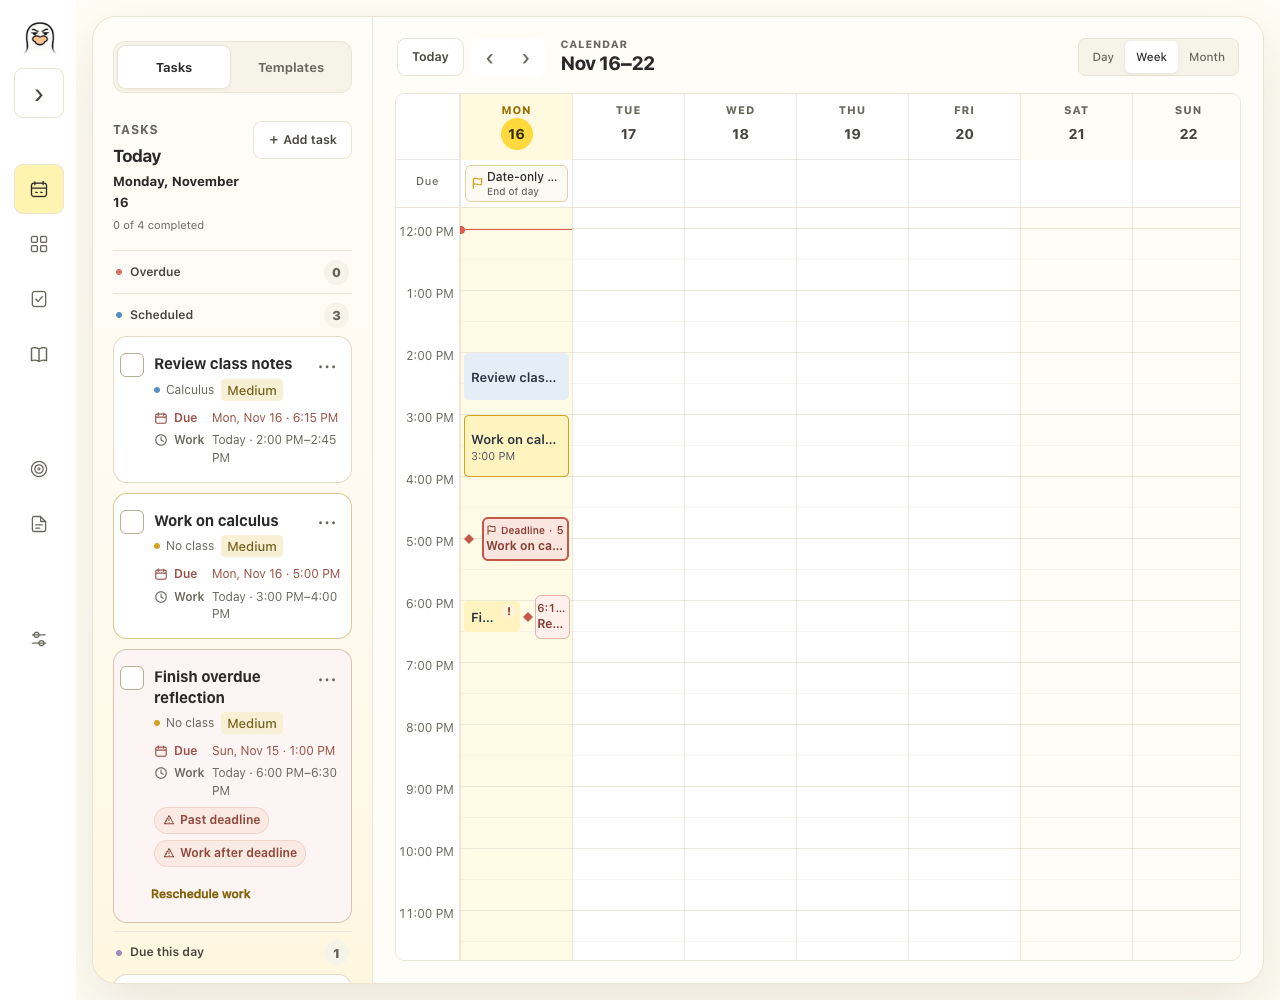 Tasks
Templates
TASKS
Today
Monday, November
16
0 of 4 completed
+ Add task
Overdue
0
Scheduled
3
Review class notes
Calculus
Medium
Due
Mon, Nov 16 · 6:15 PM
Work
Today · 2:00 PM–2:45
PM
Work on calculus
No class
Medium
Due
Mon, Nov 16 · 5:00 PM
Work
Today · 3:00 PM–4:00
PM
Finish overdue
reflection
No class
Medium
Due
Sun, Nov 15 · 1:00 PM
Work
Today · 6:00 PM–6:30
PM
Past deadline
Work after deadline
Reschedule work
Due this day
1
Today
CALENDAR
Nov 16–22
Day
Week
Month
MON
16
TUE
17
WED
18
THU
19
FRI
20
SAT
21
SUN
22
Due
Date-only ...
End of day
12:00 PM
1:00 PM
2:00 PM
3:00 PM
4:00 PM
5:00 PM
6:00 PM
7:00 PM
8:00 PM
9:00 PM
10:00 PM
11:00 PM
Review clas...
Work on cal...
3:00 PM
Deadline · 5
Work on ca...
Fi...
!
6:1...
Re...